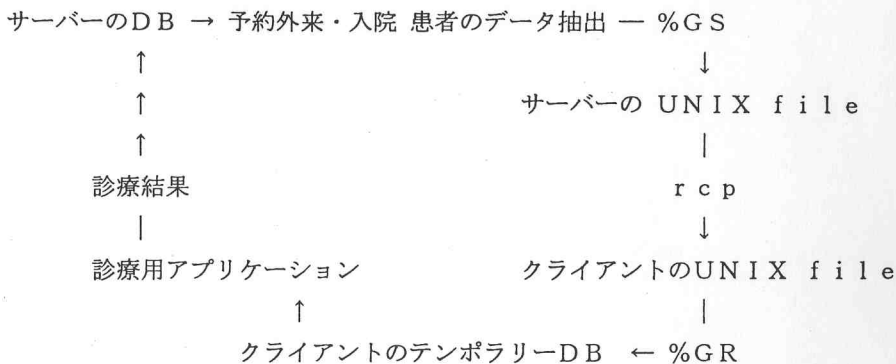 サーバーのDB → 予約外来・入院 患者のデータ抽出 ― %GS
↑ ↓
↑ サーバーの UNIX file
↑ |
診療結果 rcp
| ↓
診療用アプリケーション クライアントのUNIX file
↑ |
クライアントのテンポラリーDB ← %GR